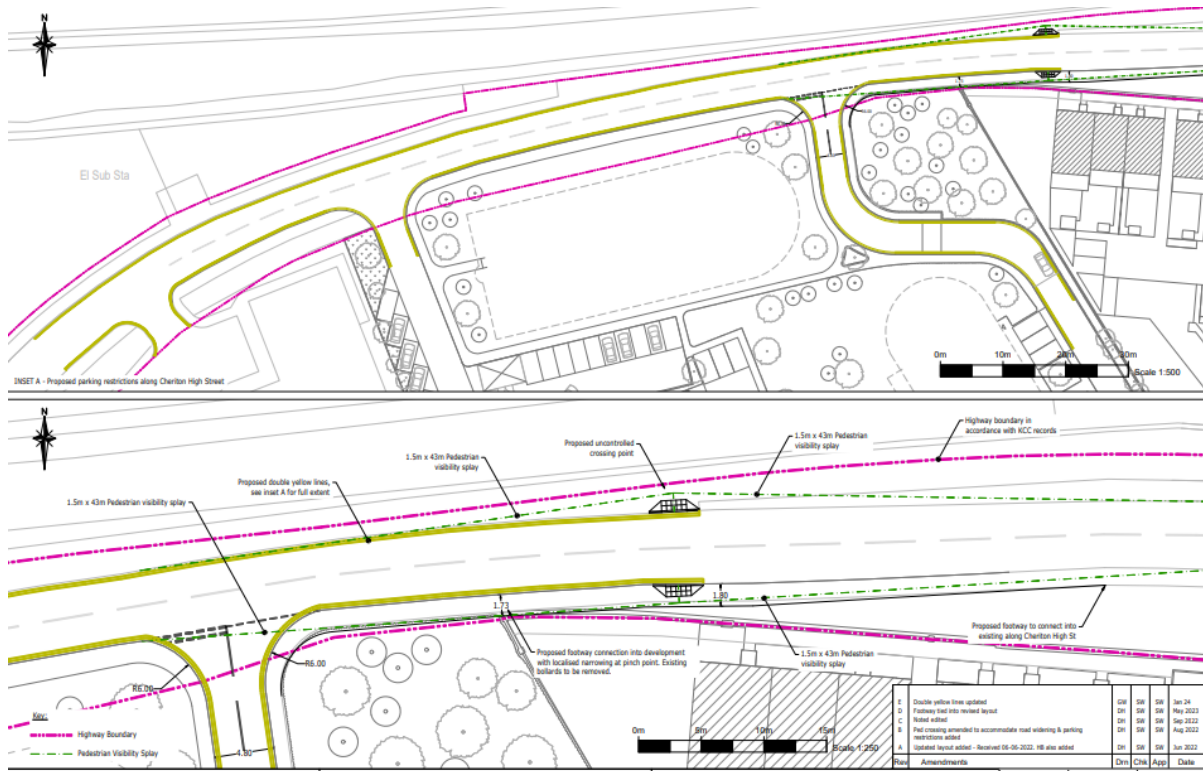 N
El Sub Sta
INSET A - Proposed parking restrictions along Cheriton High Street
0m 10m 20m 30m
Scale 1:500
N
Highway boundary in
accordance with KCC records
1.5m x 43m Pedestrian
visibility splay
Proposed uncontrolled
crossing point
1.5m x 43m Pedestrian
visibility splay
Proposed double yellow lines,
see inset A for full extent
1.5m x 43m Pedestrian visibility splay
1.73
1.80
Proposed footway to connect into
existing along Cheriton High St
Proposed footway connection into development
with localised narrowing at pinch point. Existing
bollards to be removed.
1.5m x 43m Pedestrian
visibility splay
R6.00
R6.00
4.80
Key:
Highway Boundary
Pedestrian Visibility Splay
0m 5m 10m 15m
Scale 1:250
E Double yellow lines updated GW SW SW Jan 24
D Footway tied into revised layout DH SW SW May 2023
C Noted edited DH SW SW Sep 2022
B Ped crossing amended to accommodate road widening & parking
restrictions added DH SW SW Aug 2022
A Updated layout added - Received 06-06-2022. HB also added DH SW SW Jun 2022
Rev Amendments Drn Chk App Date